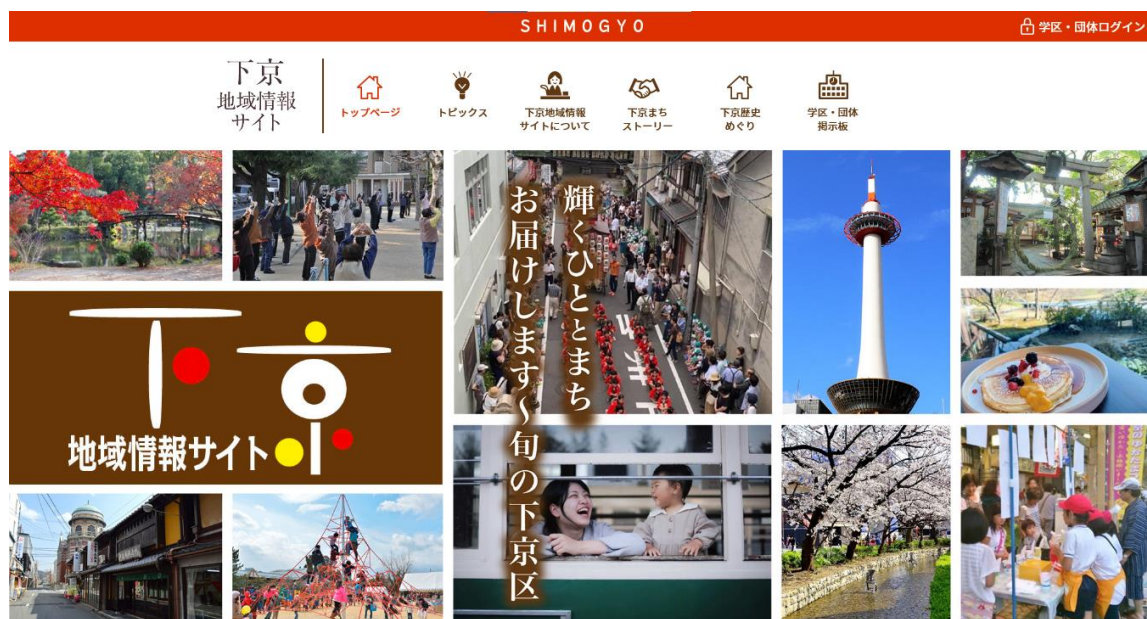 SHIMOGYO
学区・団体ログイン
下京
地域情報
サイト
トップページ
トピックス
下京地域情報
サイトについて
下京まち
ストーリー
下京歴史
めぐり
学区・団体
掲示板
輝くひととまち
お届けします～旬の下京区
下京
地域情報サイト